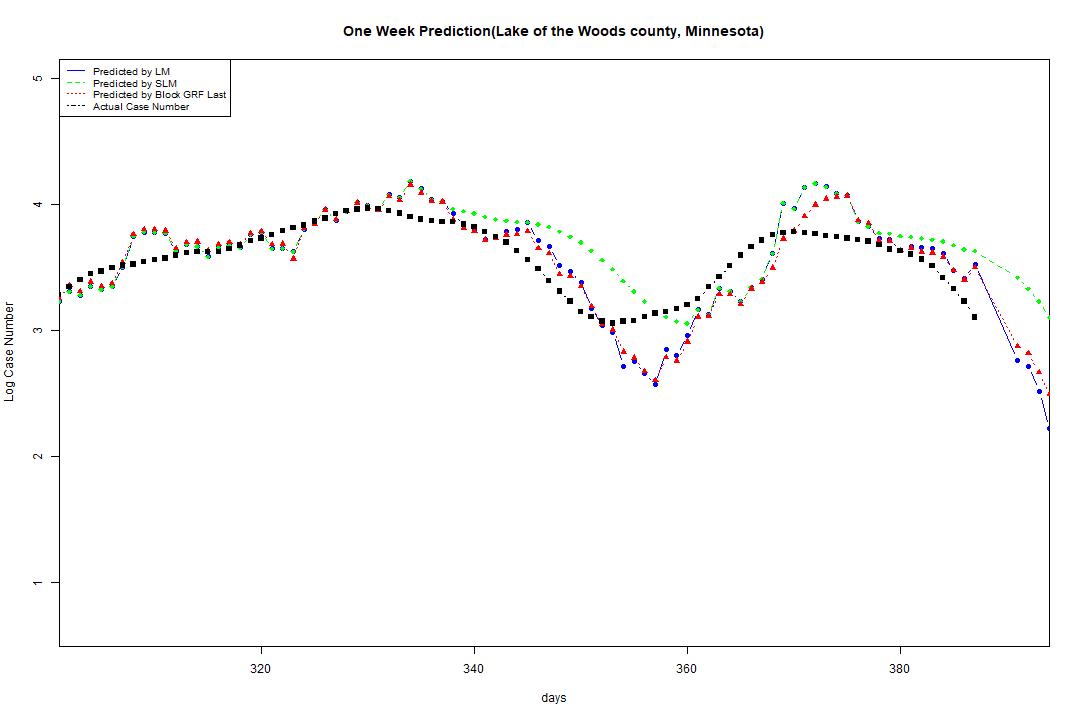 One Week Prediction(Lake of the Woods county, Minnesota)
Predicted by LM
Predicted by SLM
Predicted by Block GRF Last
Actual Case Number
5
4
3
2
1
Log Case Number
320 340 360 380
days